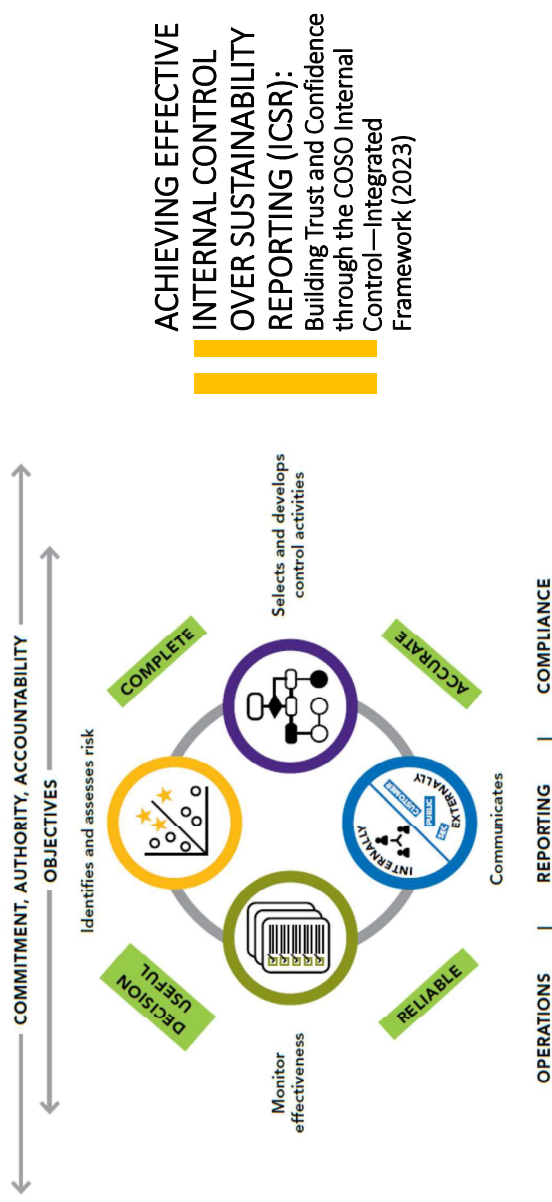 COMMITMENT, AUTHORITY, ACCOUNTABILITY
OBJECTIVES
Identifies and assesses risk
DECISION
USEFUL
COMPLETE
Monitor
effectiveness
Selects and develops
control activities
INTERNALLY
CUSTOMER
PUBLIC
SEC
EXTERNALLY
RELIABLE
ACCURATE
Communicates
OPERATIONS | REPORTING | COMPLIANCE
ACHIEVING EFFECTIVE
INTERNAL CONTROL
OVER SUSTAINABILITY
REPORTING (ICSR):
Building Trust and Confidence
through the COSO Internal
Control—Integrated
Framework (2023)